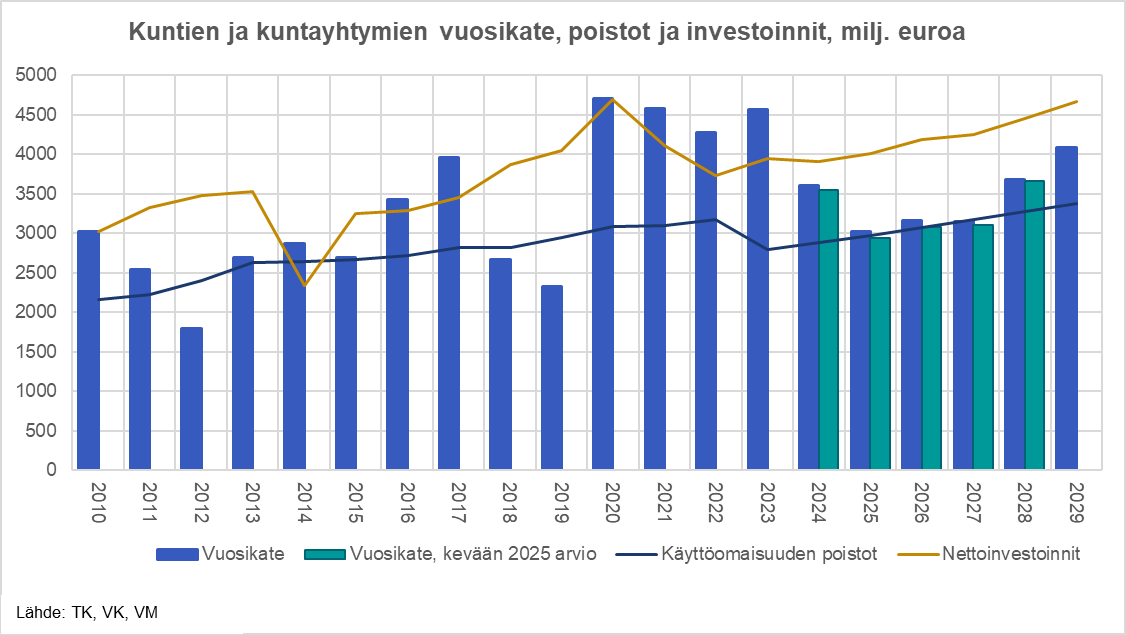 Kuntien ja kuntayhtymien vuosikate, poistot ja investoinnit, milj. euroa
5000
4500
4000
3500
3000
2500
2000
1500
1000
500
0
2010 2011 2012 2013 2014 2015 2016 2017 2018 2019 2020 2021 2022 2023 2024 2025 2026 2027 2028 2029
Vuosikate Vuosikate, kevään 2025 arvio Käyttöomaisuuden poistot Nettoinvestoinnit
Lähde: TK, VK, VM